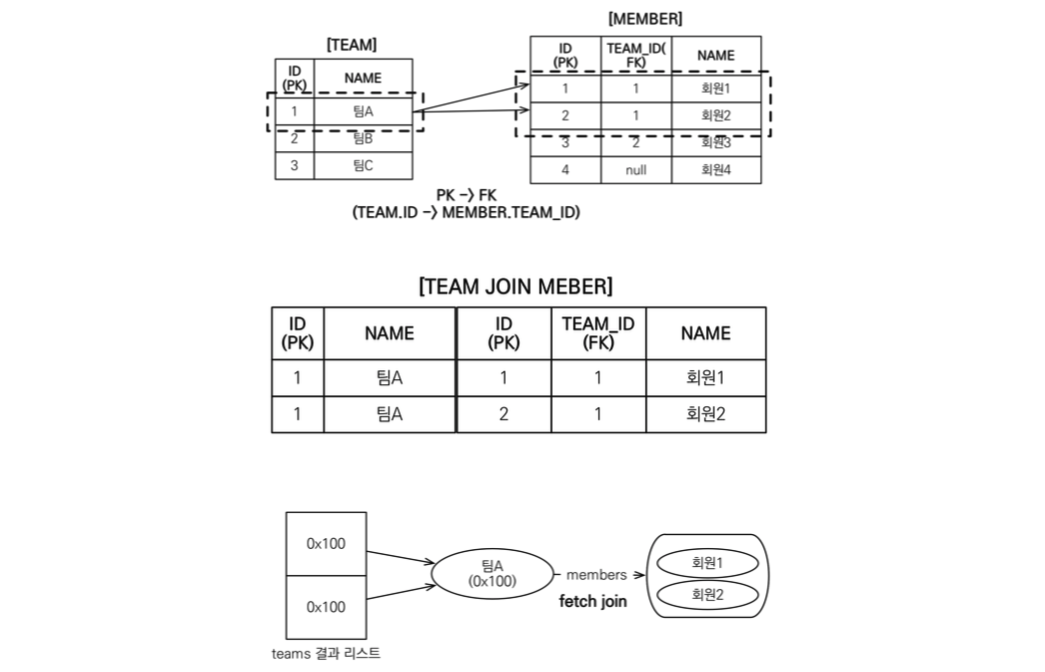 [TEAM]
ID
(PK)
NAME
1 팀A
2 팀B
3 팀C
[MEMBER]
ID
(PK)
TEAM_ID(
FK)
NAME
1 1 회원1
2 1 회원2
3 2 회원3
4 null 회원4
PK -> FK
(TEAM.ID -> MEMBER.TEAM_ID)
[TEAM JOIN MEBER]
ID
(PK)
NAME
ID
(PK)
TEAM_ID
(FK)
NAME
1 팀A 1 1 회원1
1 팀A 2 1 회원2
0x100
0x100
teams 결과 리스트
팀A
(0x100)
members
fetch join
회원1
회원2